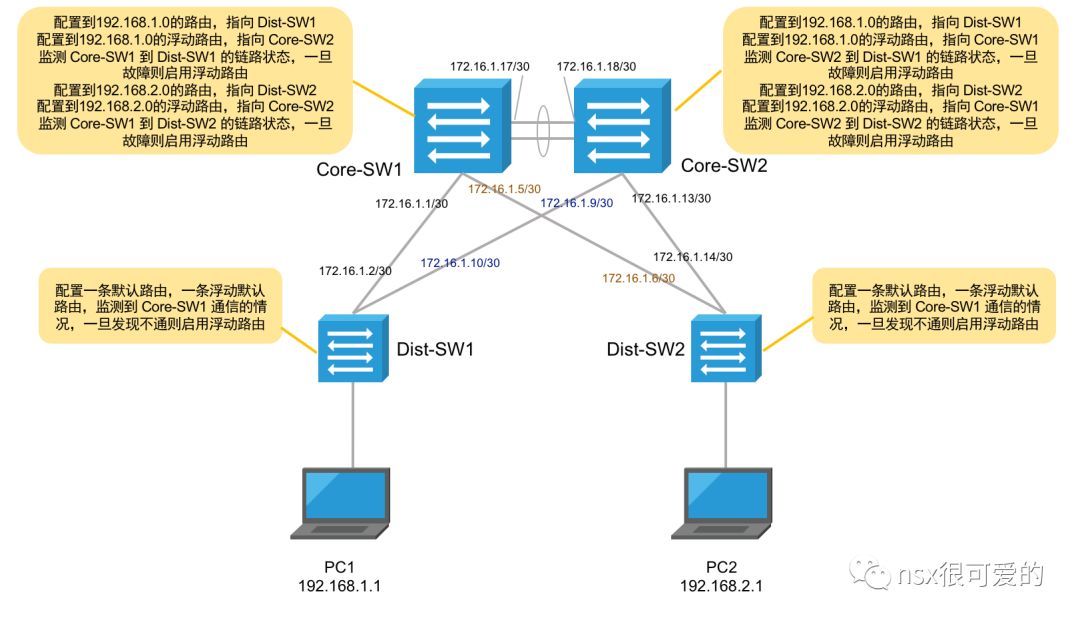 配置到192.168.1.0的路由，指向 Dist-SW1
配置到192.168.1.0的浮动路由，指向 Core-SW2
监测 Core-SW1 到 Dist-SW1 的链路状态，一旦
故障则启用浮动路由
配置到192.168.2.0的路由，指向 Dist-SW2
配置到192.168.2.0的浮动路由，指向 Core-SW2
监测 Core-SW1 到 Dist-SW2 的链路状态，一旦
故障则启用浮动路由
配置到192.168.1.0的路由，指向 Dist-SW1
配置到192.168.1.0的浮动路由，指向 Core-SW1
监测 Core-SW2 到 Dist-SW1 的链路状态，一旦
故障则启用浮动路由
配置到192.168.2.0的路由，指向 Dist-SW2
配置到192.168.2.0的浮动路由，指向 Core-SW1
监测 Core-SW2 到 Dist-SW2 的链路状态，一旦
故障则启用浮动路由
172.16.1.17/30
172.16.1.18/30
Core-SW1
Core-SW2
172.16.1.5/30
172.16.1.1/30
172.16.1.9/30
172.16.1.13/30
172.16.1.2/30
172.16.1.10/30
172.16.1.6/30
172.16.1.14/30
配置一条默认路由，一条浮动默认
路由，监测到 Core-SW1 通信的情
况，一旦发现不通则启用浮动路由
配置一条默认路由，一条浮动默认
路由，监测到 Core-SW1 通信的情
况，一旦发现不通则启用浮动路由
Dist-SW1
Dist-SW2
PC1
192.168.1.1
PC2
192.168.2.1
nsx很可爱的